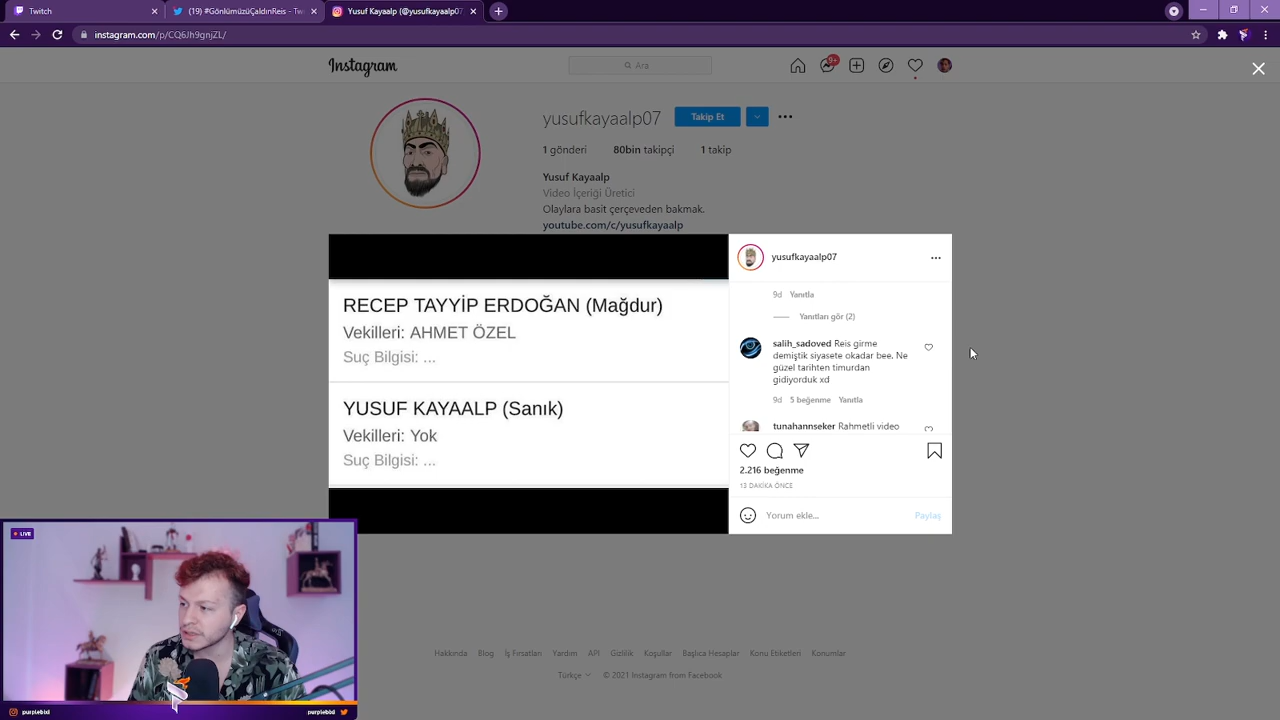 Twitch
(19) #GönlümüzüÇaldınReis - Tw
Yusuf Kayaalp (@yusufkayaalp07
instagram.com/p/CQ6Jh9gnjZL/
Instagram
Ara
9+
yusufkayaalp07
Takip Et
1 gönderi 80bin takipçi 1 takip
Yusuf Kayaalp
Video İçeriği Üretici
Olaylara basit çerçeveden bakmak.
youtube.com/c/yusufkayaalp
RECEP TAYYİP ERDOĞAN (Mağdur)
Vekilleri: AHMET ÖZEL
Suç Bilgisi: ...
YUSUF KAYAALP (Sanık)
Vekilleri: Yok
Suç Bilgisi: ...
yusufkayaalp07
9d Yanıtla
Yanıtları gör (2)
salih_sadoved Reis girme
demiştik siyasete okadar bee. Ne
güzel tarihten timurdan
gidiyorduk xd
9d 5 beğenme Yanıtla
tunahannseker Rahmetli video
2.216 beğenme
13 DAKİKA ÖNCE
Yorum ekle... Paylaş
LIVE
purplebixi
purplebixi
Hakkında Blog İş Fırsatları Yardım API Gizlilik Koşullar Başlıca Hesaplar Konu Etiketleri Konumlar
Türkçe © 2021 Instagram from Facebook